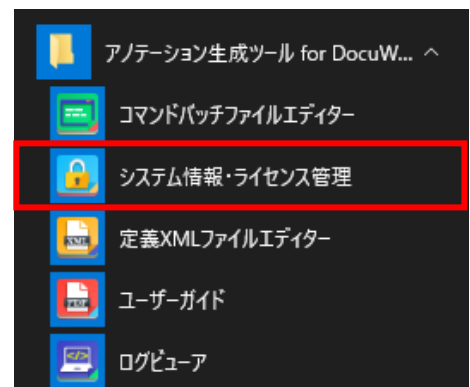 アノテーション生成ツール for DocuW...
コマンドバッチファイルエディター
システム情報・ライセンス管理
定義XMLファイルエディター
ユーザーガイド
ログビューア